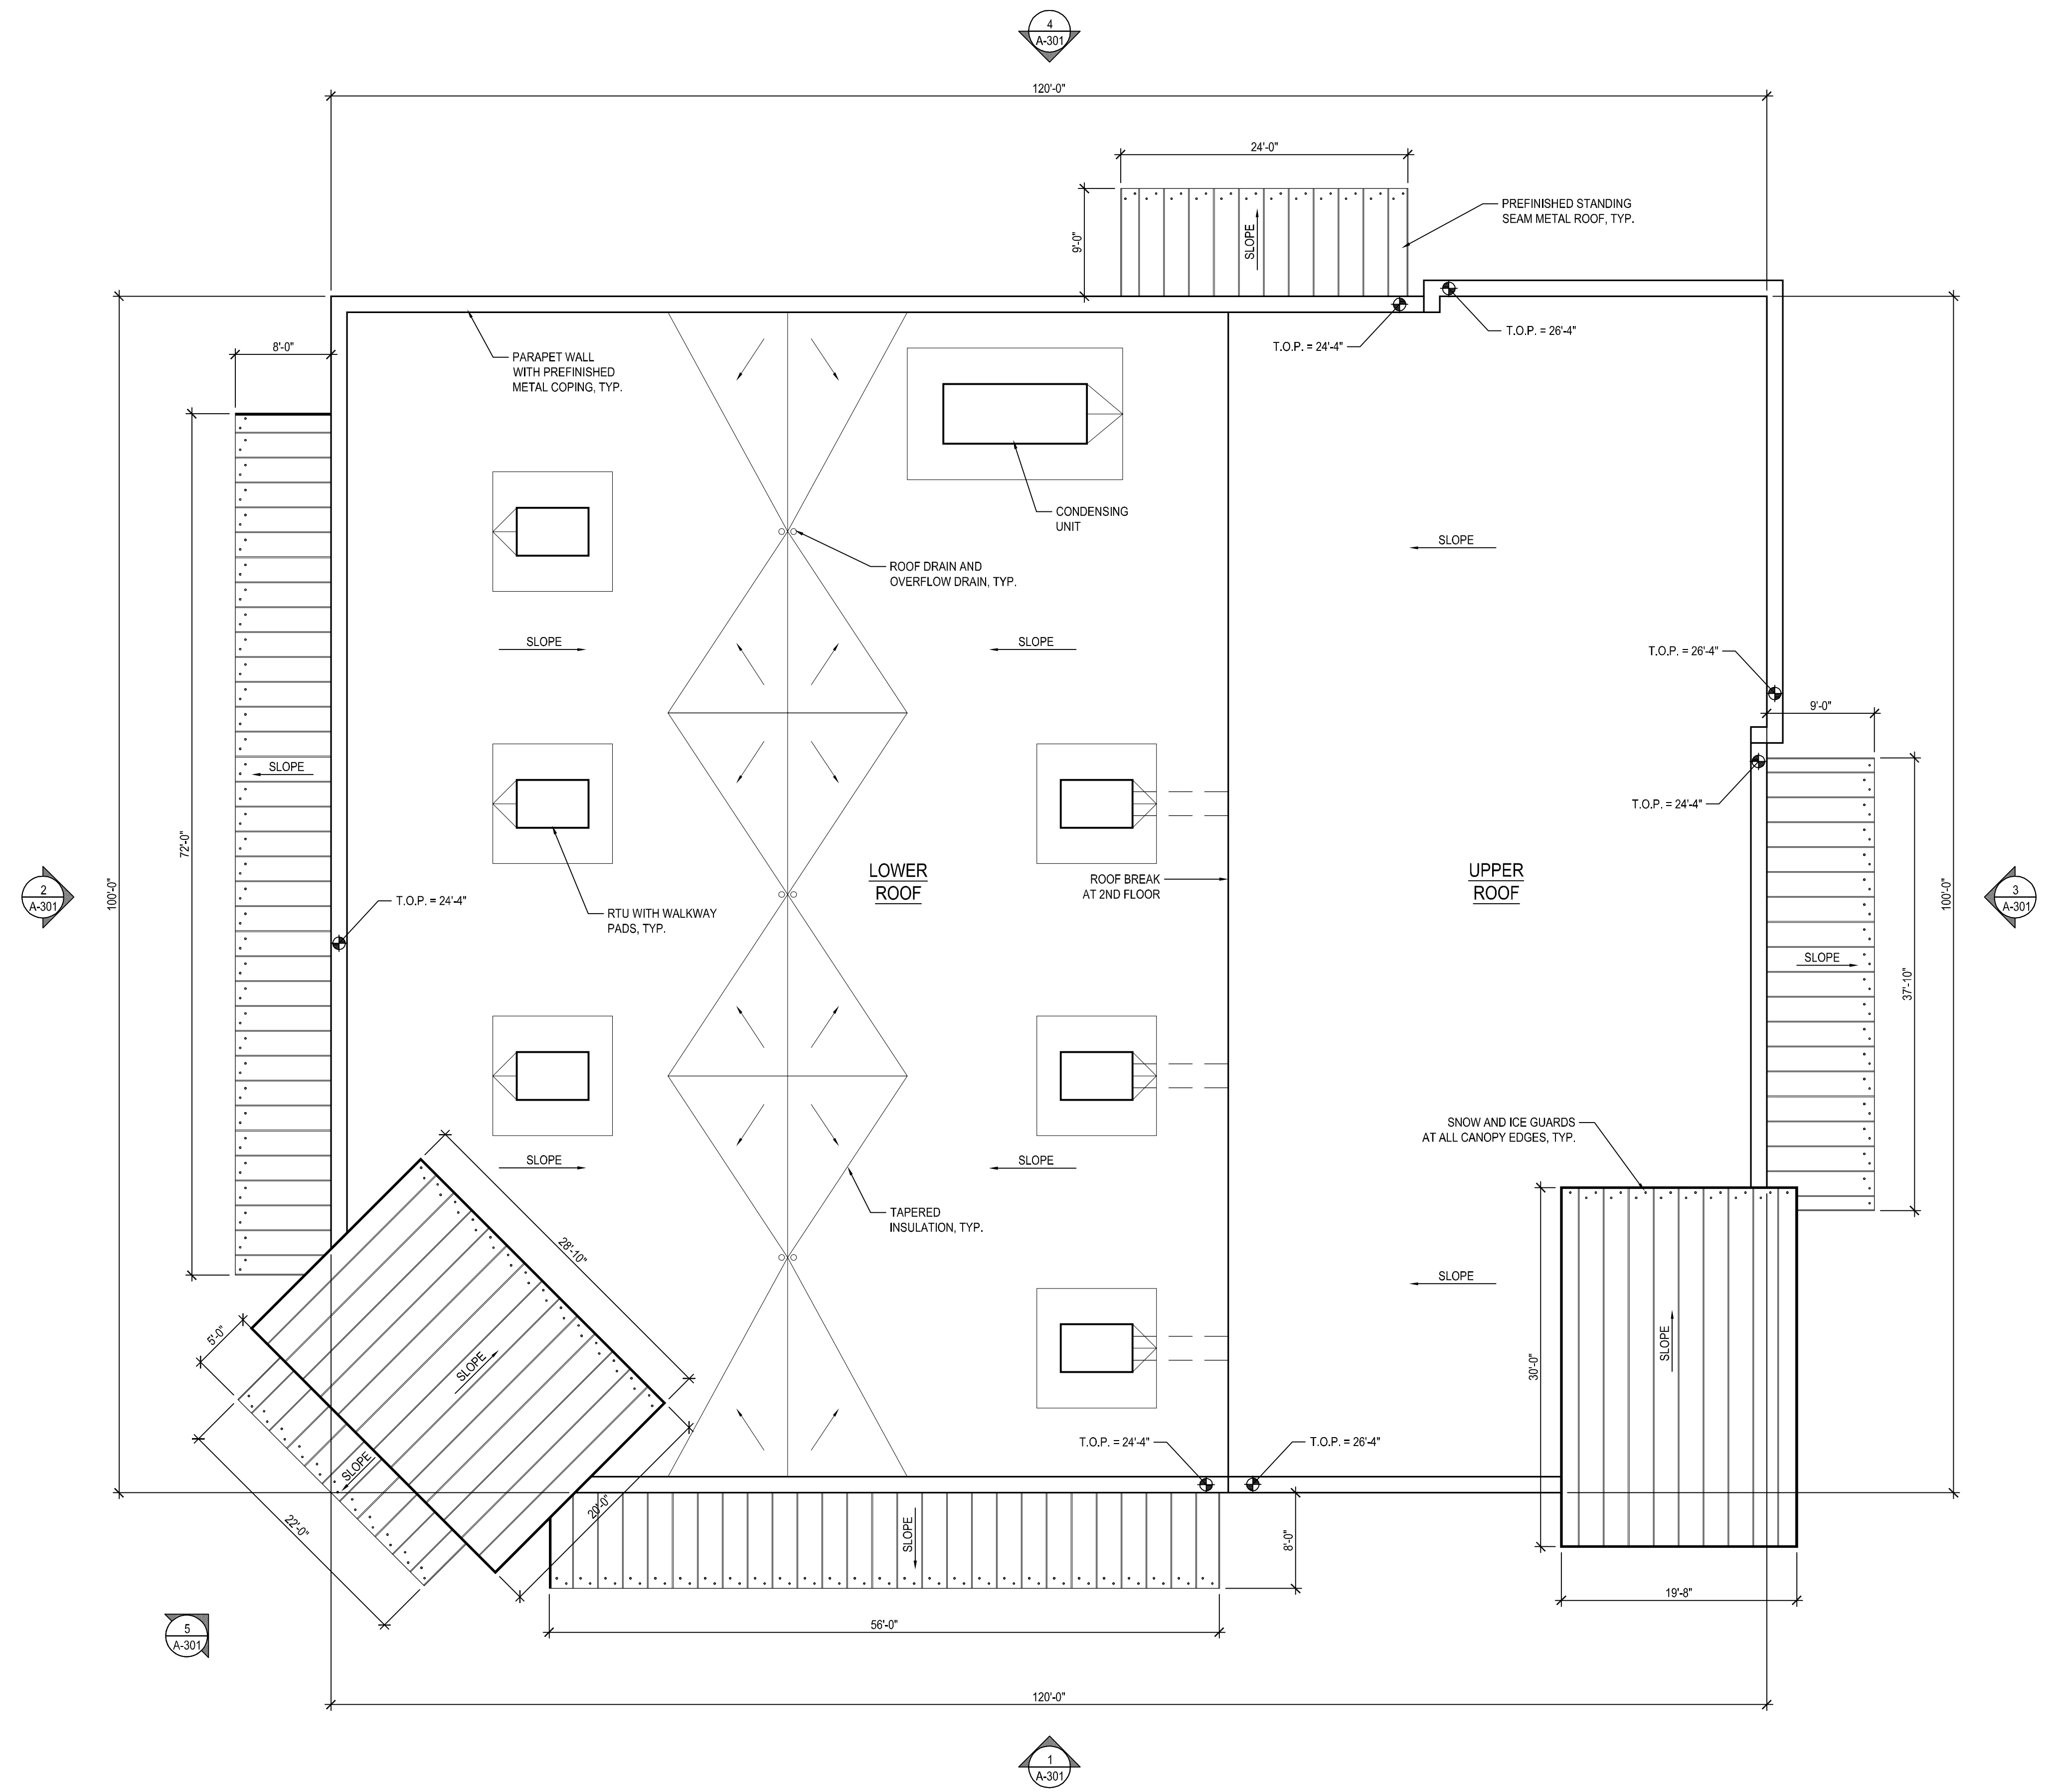 4
A-301
120'-0"
24'-0"
9'-0"
SLOPE
PREFINISHED STANDING
SEAM METAL ROOF, TYP.
T.O.P. = 26'-4"
T.O.P. = 24'-4"
8'-0"
PARAPET WALL
WITH PREFINISHED
METAL COPING, TYP.
CONDENSING
UNIT
SLOPE
ROOF DRAIN AND
OVERFLOW DRAIN, TYP.
SLOPE
SLOPE
T.O.P. = 26'-4"
9'-0"
SLOPE
T.O.P. = 24'-4"
72'-0"
100'-0"
2
A-301
LOWER
ROOF
ROOF BREAK
AT 2ND FLOOR
UPPER
ROOF
100'-0"
3
A-301
T.O.P. = 24'-4"
RTU WITH WALKWAY
PADS, TYP.
SLOPE
37'-10"
SNOW AND ICE GUARDS
AT ALL CANOPY EDGES, TYP.
SLOPE
SLOPE
TAPERED
INSULATION, TYP.
28'-10"
SLOPE
5'-0"
SLOPE
SLOPE
30'-0"
T.O.P. = 24'-4"
T.O.P. = 26'-4"
SLOPE
20'-0"
22'-0"
SLOPE
8'-0"
19'-8"
56'-0"
5
A-301
120'-0"
1
A-301